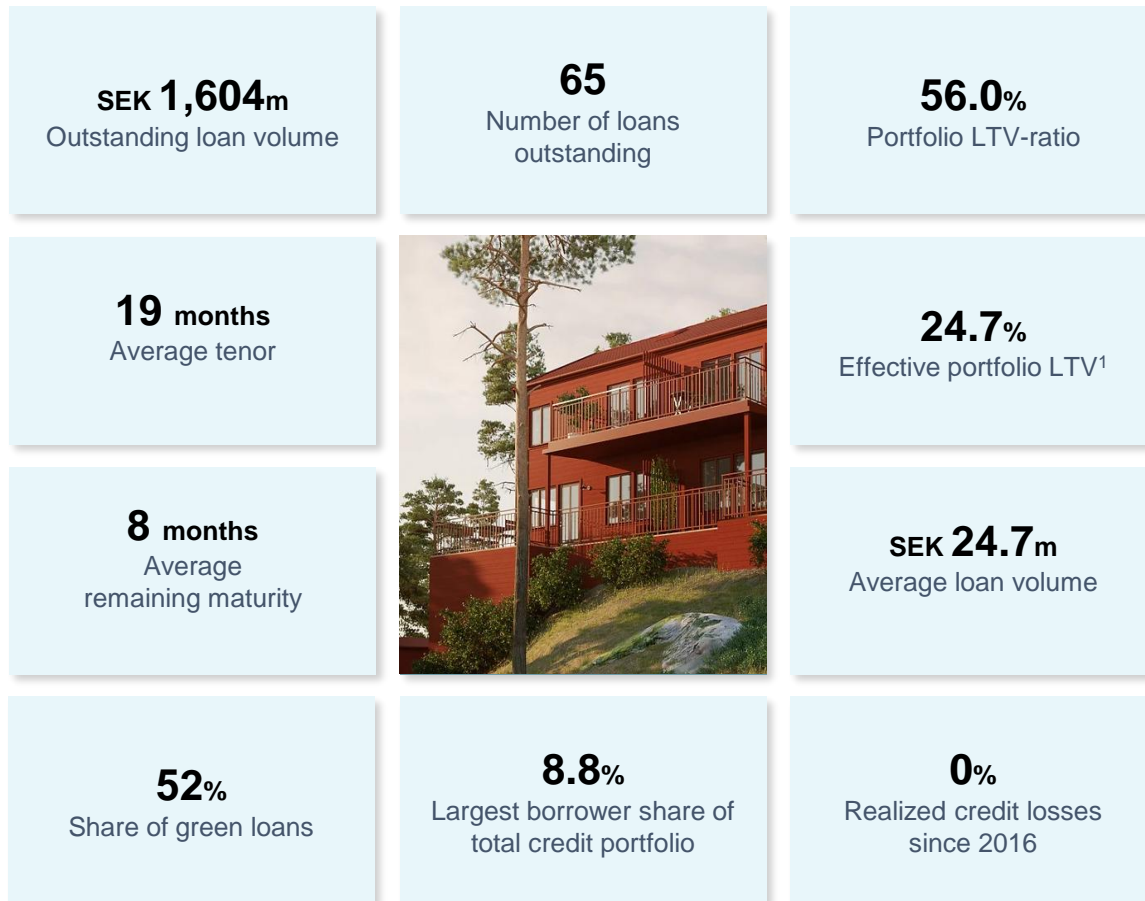 SEK 1,604m
Outstanding loan volume
65
Number of loans
outstanding
56.0%
Portfolio LTV-ratio
19 months
Average tenor
24.7%
Effective portfolio LTV¹
8 months
Average
remaining maturity
SEK 24.7m
Average loan volume
52%
Share of green loans
8.8%
Largest borrower share of
total credit portfolio
0%
Realized credit losses
since 2016